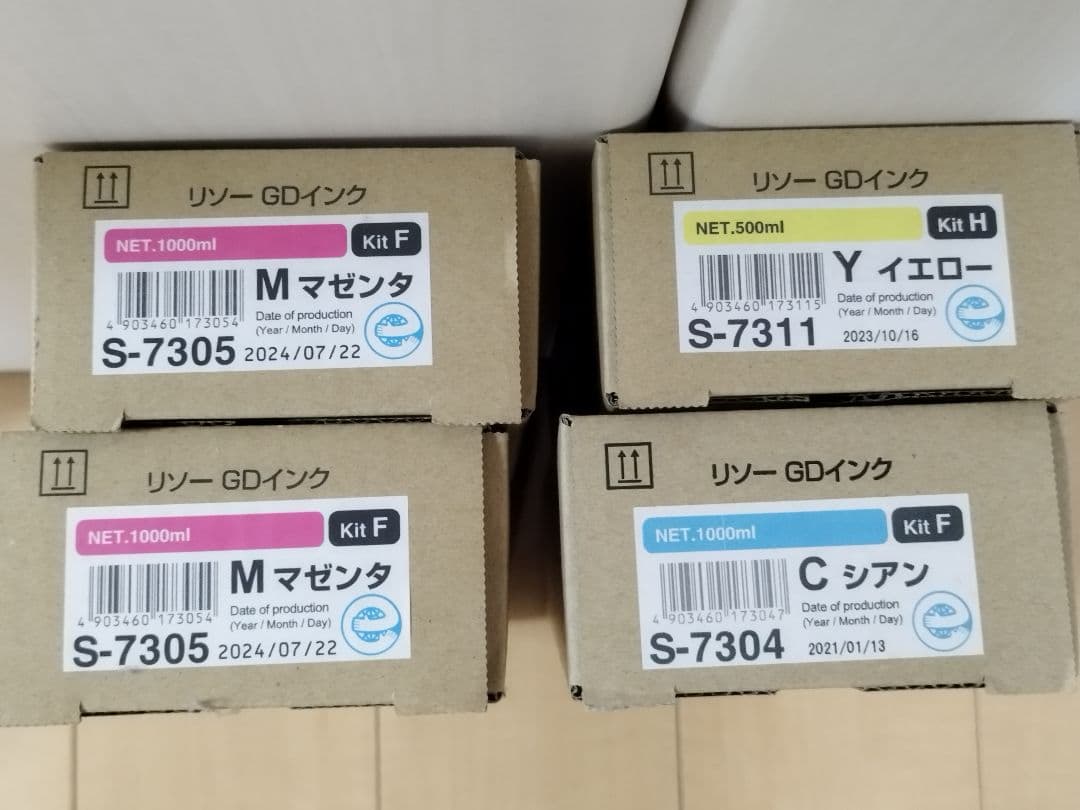 リソー GDインク
NET.1000ml Kit F
M マゼンタ
4 903460 173054
Date of production
(Year / Month / Day)
S-7305 2024/07/22
リソー GDインク
NET.500ml Kit H
Y イエロー
4 903460 173115
Date of production
(Year / Month / Day)
S-7311 2023/10/16
リソー GDインク
NET.1000ml Kit F
M マゼンタ
4 903460 173054
Date of production
(Year / Month / Day)
S-7305 2024/07/22
リソー GDインク
NET.1000ml Kit F
C シアン
4 903460 173047
Date of production
(Year / Month / Day)
S-7304 2021/01/13